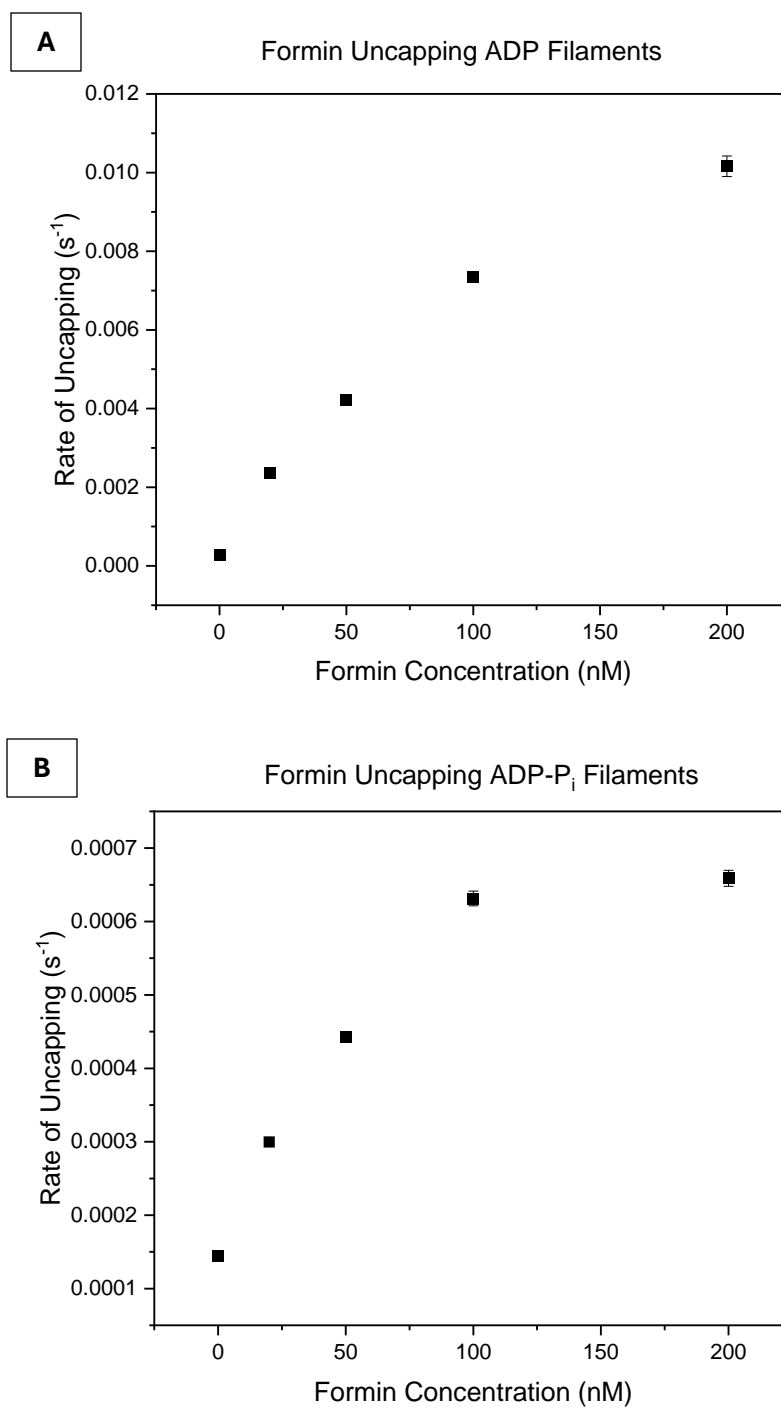 A
Formin Uncapping ADP Filaments
0.012
0.010
0.008
0.006
0.004
0.002
0.000
Rate of Uncapping (s⁻¹)
0 50 100 150 200
Formin Concentration (nM)
B
Formin Uncapping ADP-Pᵢ Filaments
0.0007
0.0006
0.0005
0.0004
0.0003
0.0002
0.0001
Rate of Uncapping (s⁻¹)
0 50 100 150 200
Formin Concentration (nM)